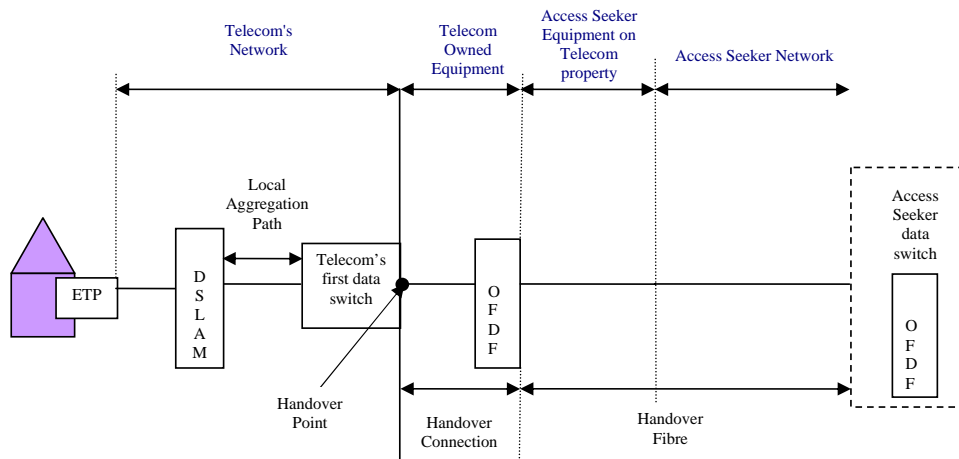 Telecom's
Network
Telecom
Owned
Equipment
Access Seeker
Equipment on
Telecom
property
Access Seeker Network
Local
Aggregation
Path
Access
Seeker
data
switch
ETP
D
S
L
A
M
Telecom's
first data
switch
O
F
D
F
O
F
D
F
Handover
Point
Handover
Connection
Handover
Fibre